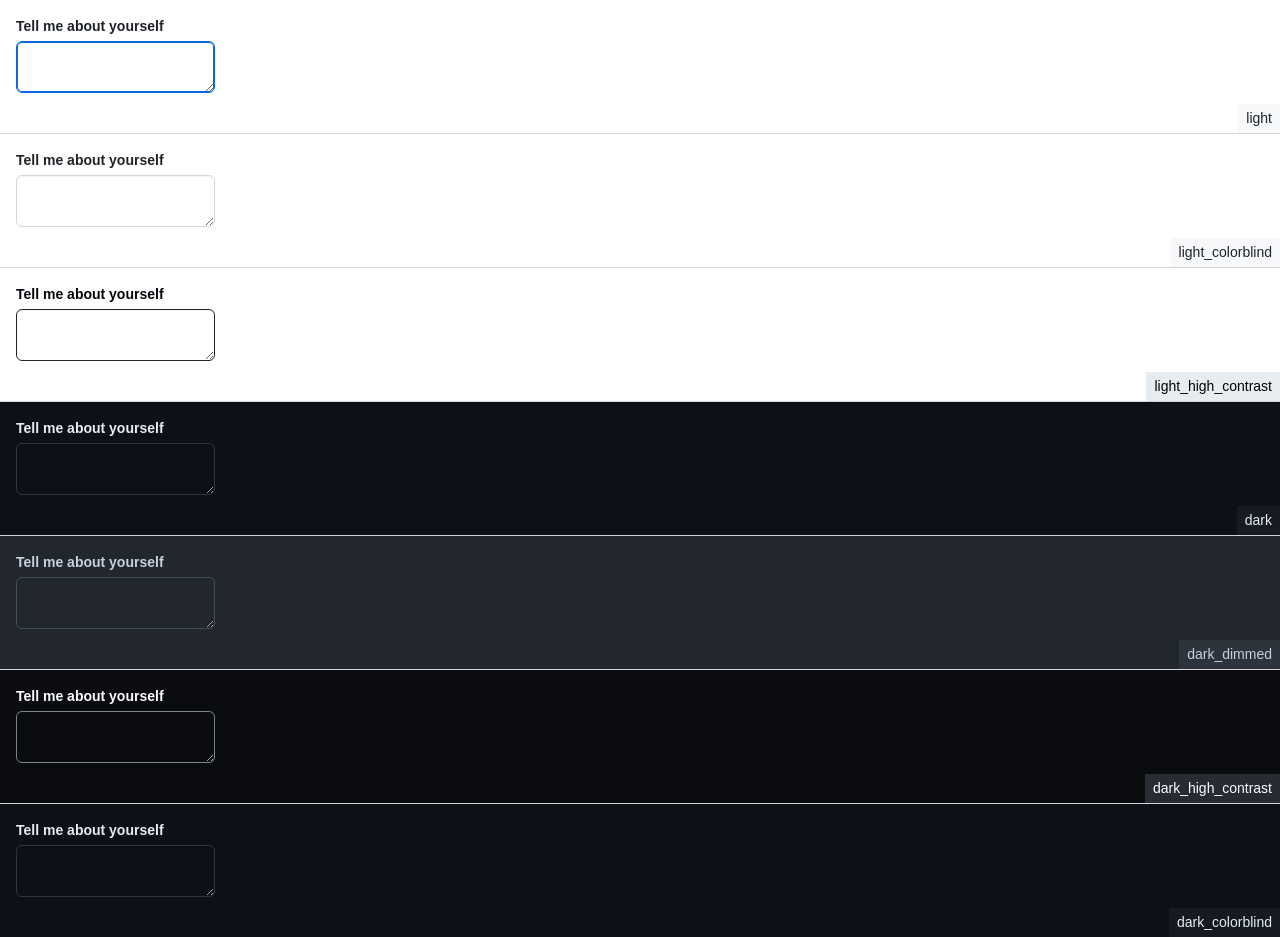 Tell me about yourself
light
Tell me about yourself
light_colorblind
Tell me about yourself
light_high_contrast
Tell me about yourself
dark
Tell me about yourself
dark_dimmed
Tell me about yourself
dark_high_contrast
Tell me about yourself
dark_colorblind